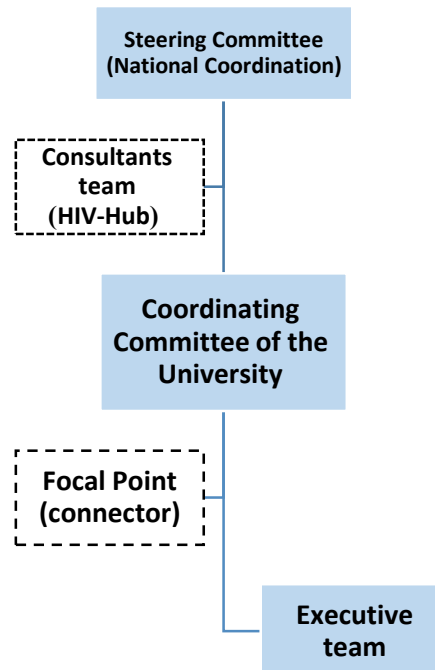 Steering Committee
(National Coordination)
Consultants
team
(HIV-Hub)
Coordinating
Committee of the
University
Focal Point
(connector)
Executive
team